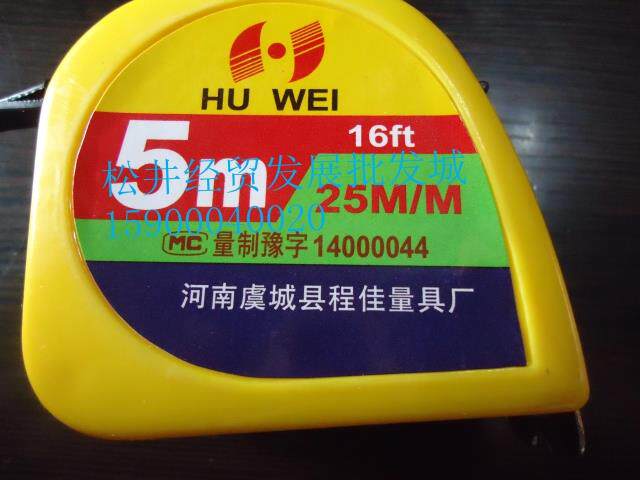 HU WEI
5m
16ft
25M/M
松井经贸发展批发城
15900040020
MC 量制豫字14000044
河南虞城县程佳量具厂